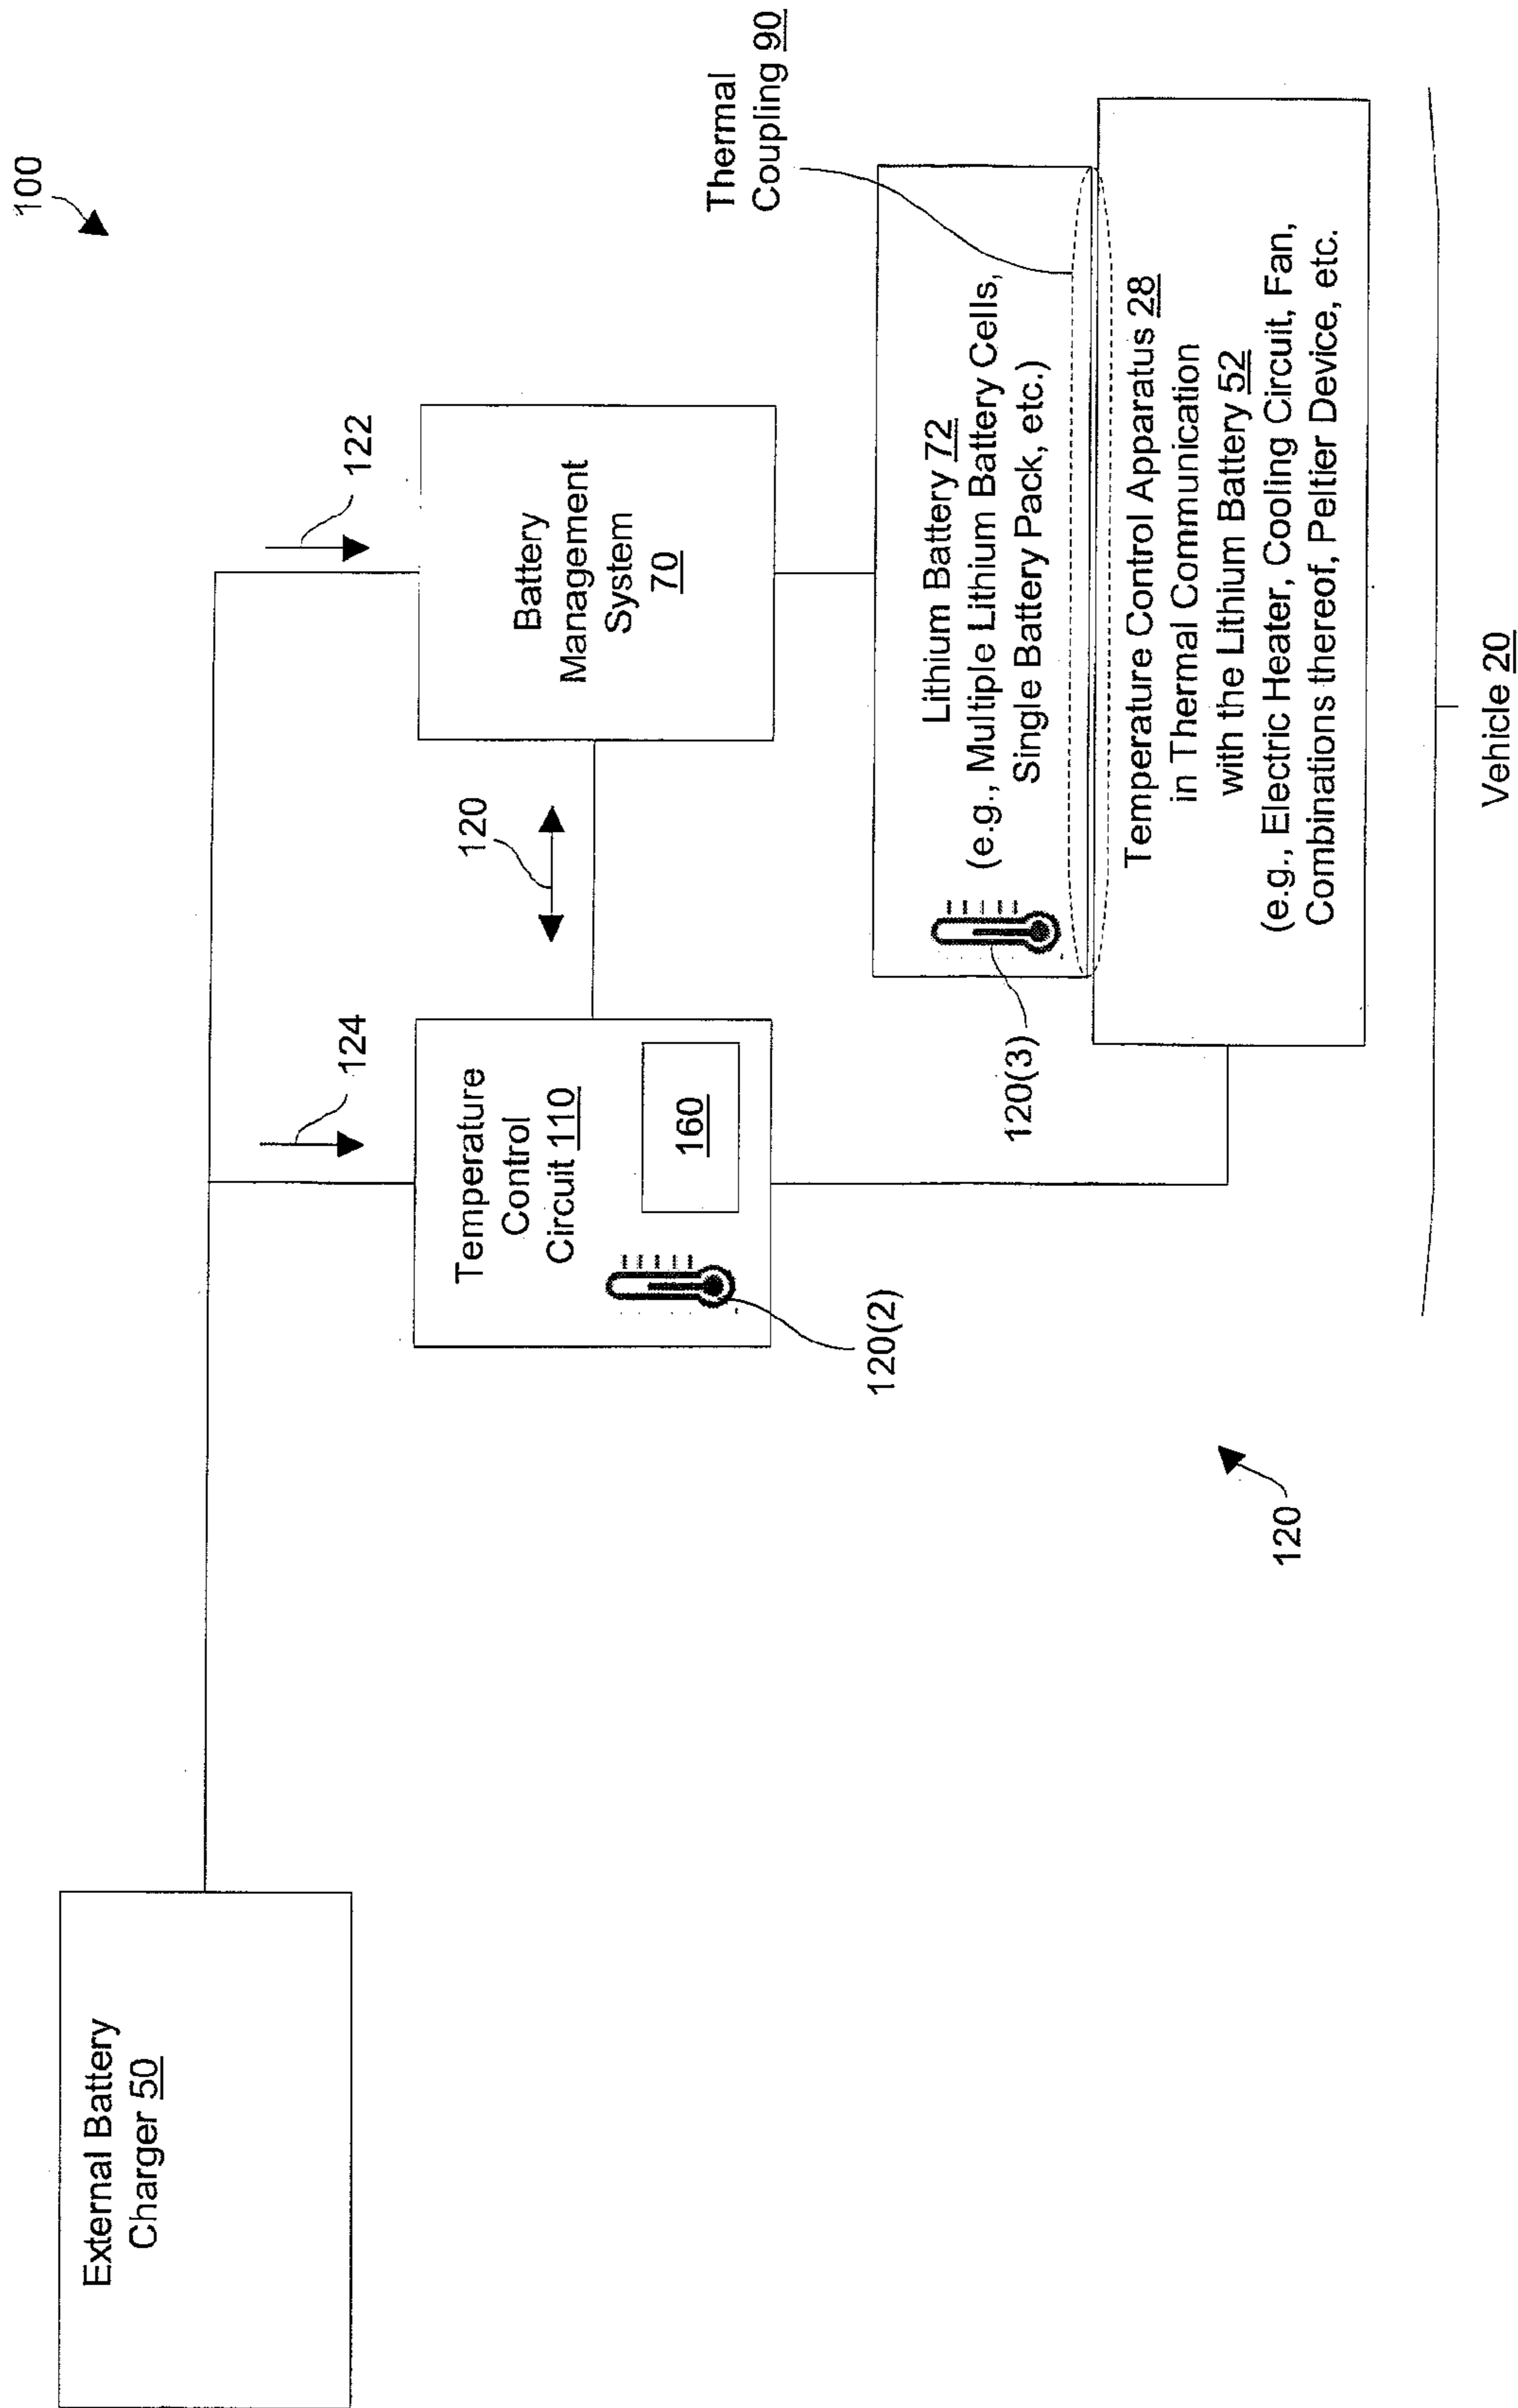 100
External Battery
Charger 50
124
122
Temperature
Control
Circuit 110
160
120(2)
120
Battery
Management
System
70
Thermal
Coupling 90
Lithium Battery 72
(e.g., Multiple Lithium Battery Cells,
Single Battery Pack, etc.)
120(3)
Temperature Control Apparatus 28
in Thermal Communication
with the Lithium Battery 52
(e.g., Electric Heater, Cooling Circuit, Fan,
Combinations thereof, Peltier Device, etc.
120
Vehicle 20